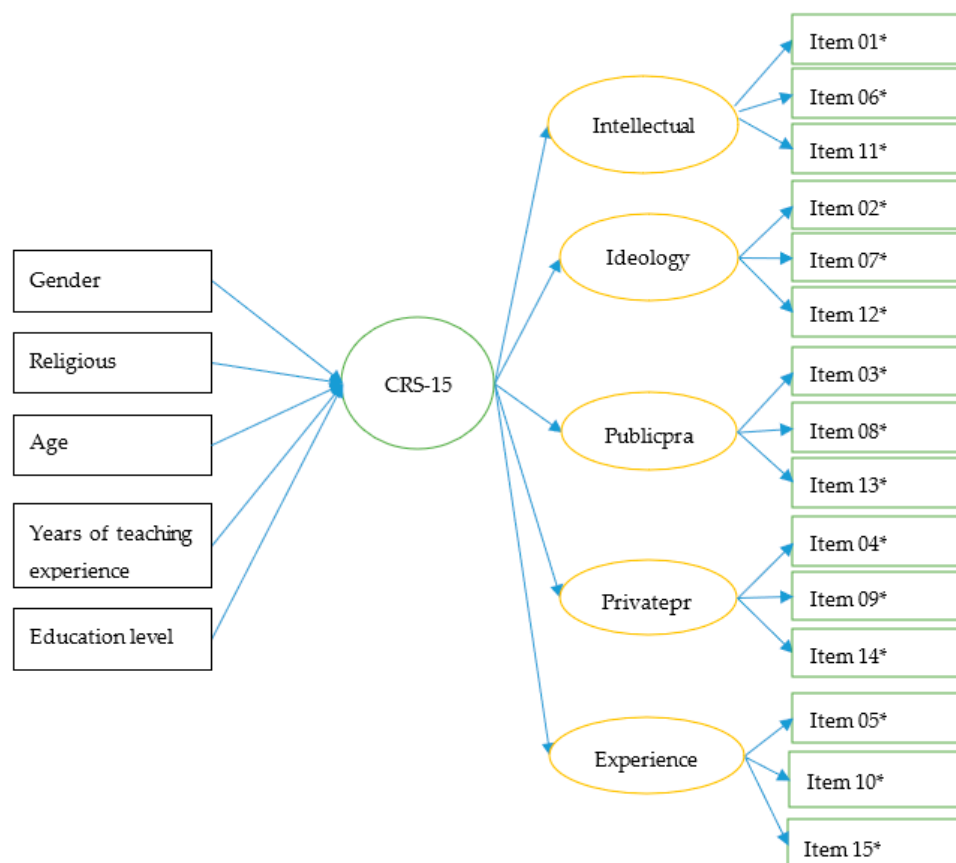 Gender
Religious
Age
Years of teaching
experience
Education level
CRS-15
Intellectual
Ideology
Publicpra
Privatepr
Experience
Item 01*
Item 06*
Item 11*
Item 02*
Item 07*
Item 12*
Item 03*
Item 08*
Item 13*
Item 04*
Item 09*
Item 14*
Item 05*
Item 10*
Item 15*